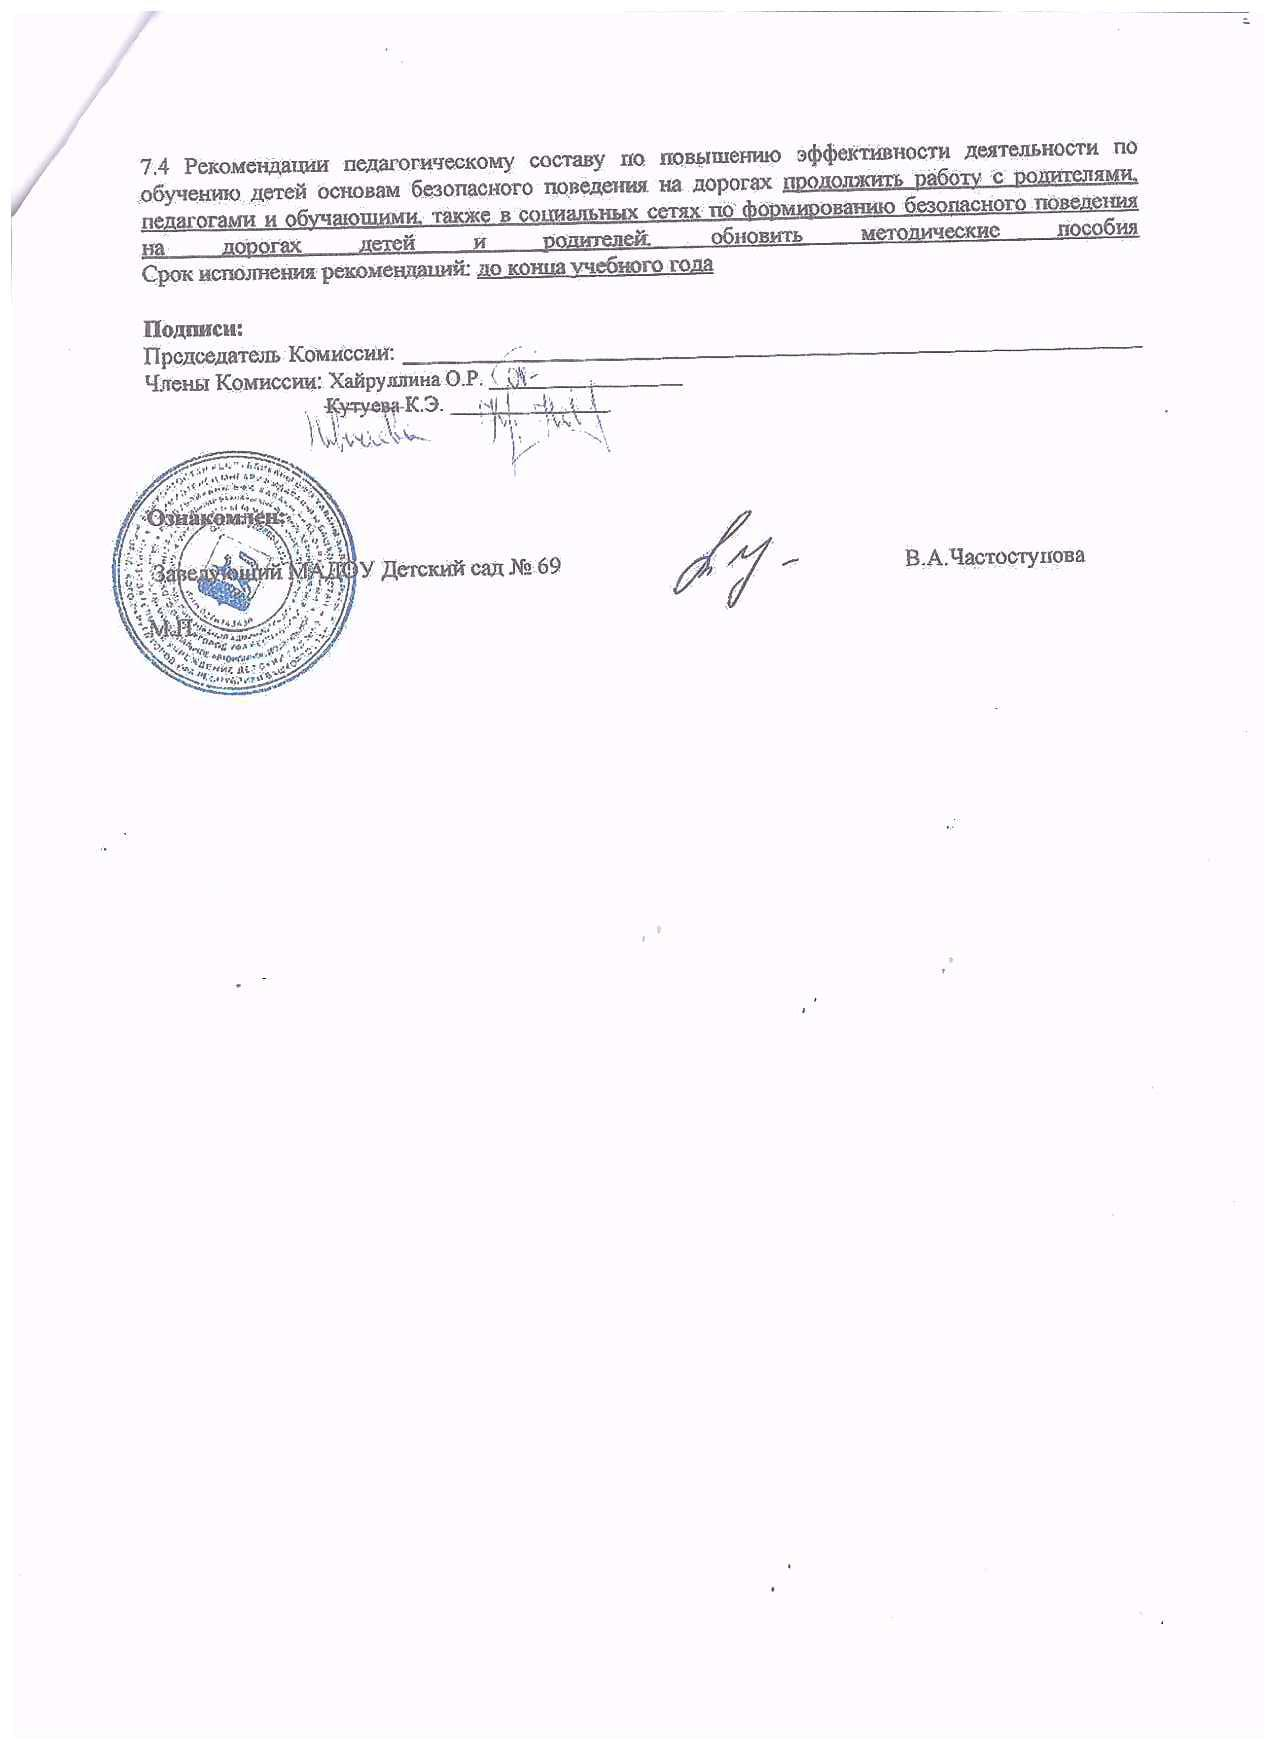 7.4 Рекомендации педагогическому составу по повышению эффективности деятельности по
обучению детей основам безопасного поведения на дорогах продолжить работу с родителями,
педагогами и обучающими, также в социальных сетях по формированию безопасного поведения
на дорогах детей и родителей. обновить методические пособия
Срок исполнения рекомендаций: до конца учебного года
Подписи:
Председатель Комиссии:
Члены Комиссии: Хайруллина О.Р.
Кутуева К.Э.
Ознакомлен:
Заведующий МАДОУ Детский сад № 69
В.А.Частоступова
М.П.